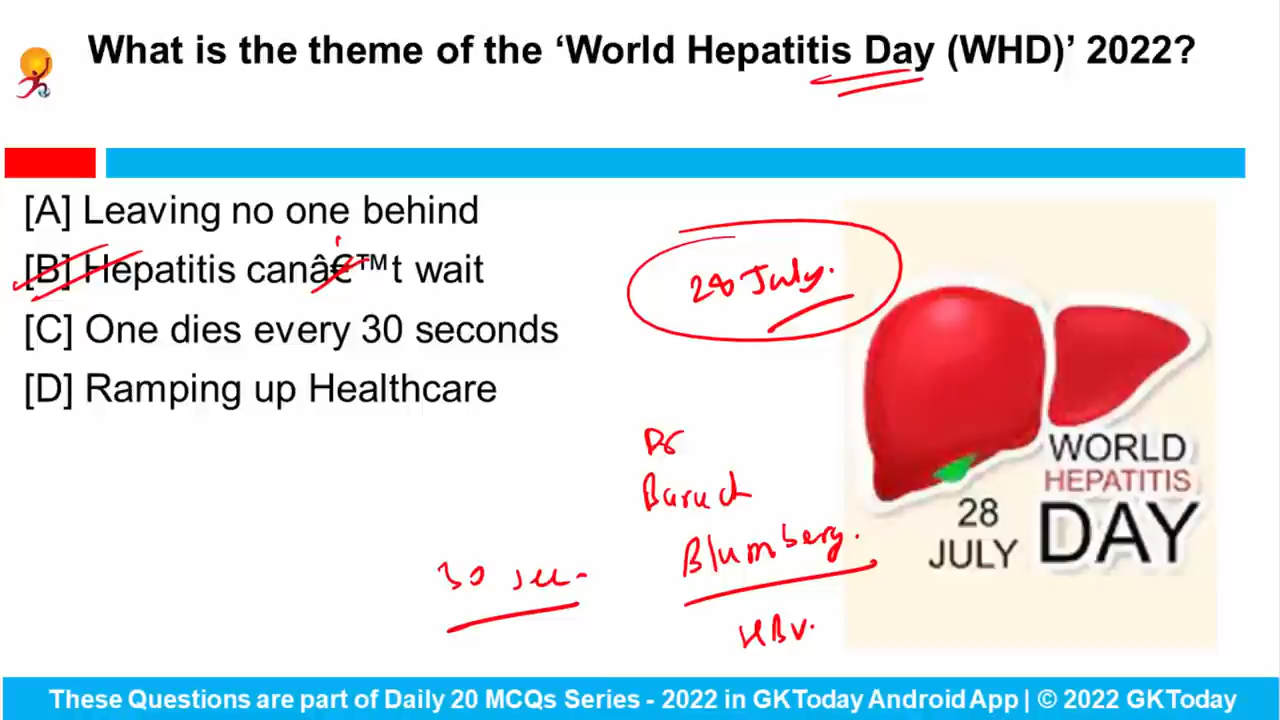 What is the theme of the ‘World Hepatitis Day (WHD)’ 2022?
[A] Leaving no one behind
[B] Hepatitis canâ€™t wait
[C] One dies every 30 seconds
[D] Ramping up Healthcare
28 July.
Dr
Baruch
Blumberg.
30 sec.
HBV.
WORLD
HEPATITIS
28
JULY
DAY
These Questions are part of Daily 20 MCQs Series - 2022 in GKToday Android App | © 2022 GKToday